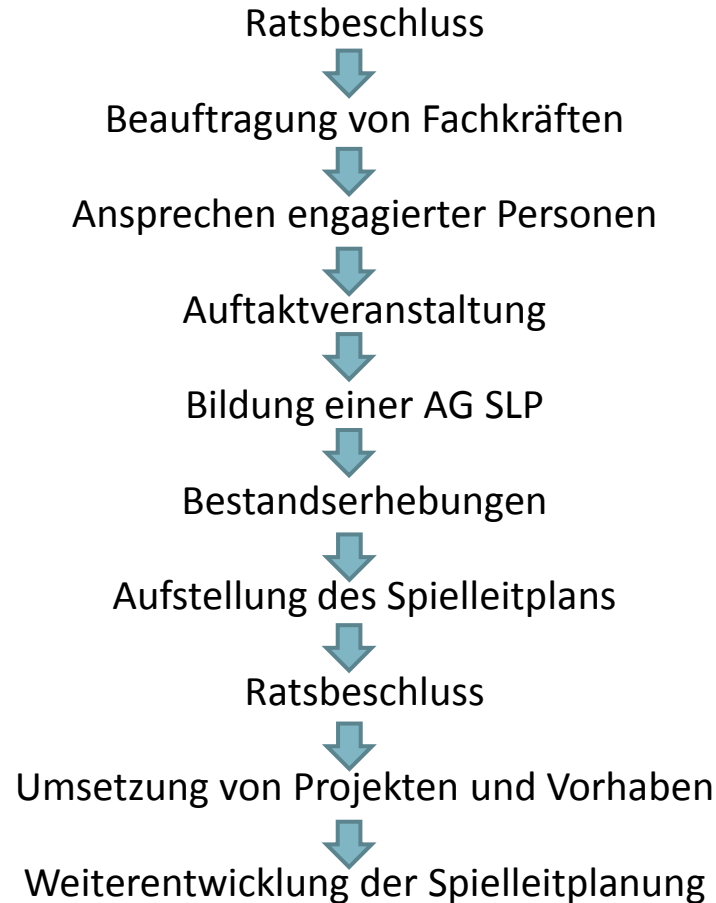 Ratsbeschluss
Beauftragung von Fachkräften
Ansprechen engagierter Personen
Auftaktveranstaltung
Bildung einer AG SLP
Bestandserhebungen
Aufstellung des Spielleitplans
Ratsbeschluss
Umsetzung von Projekten und Vorhaben
Weiterentwicklung der Spielleitplanung